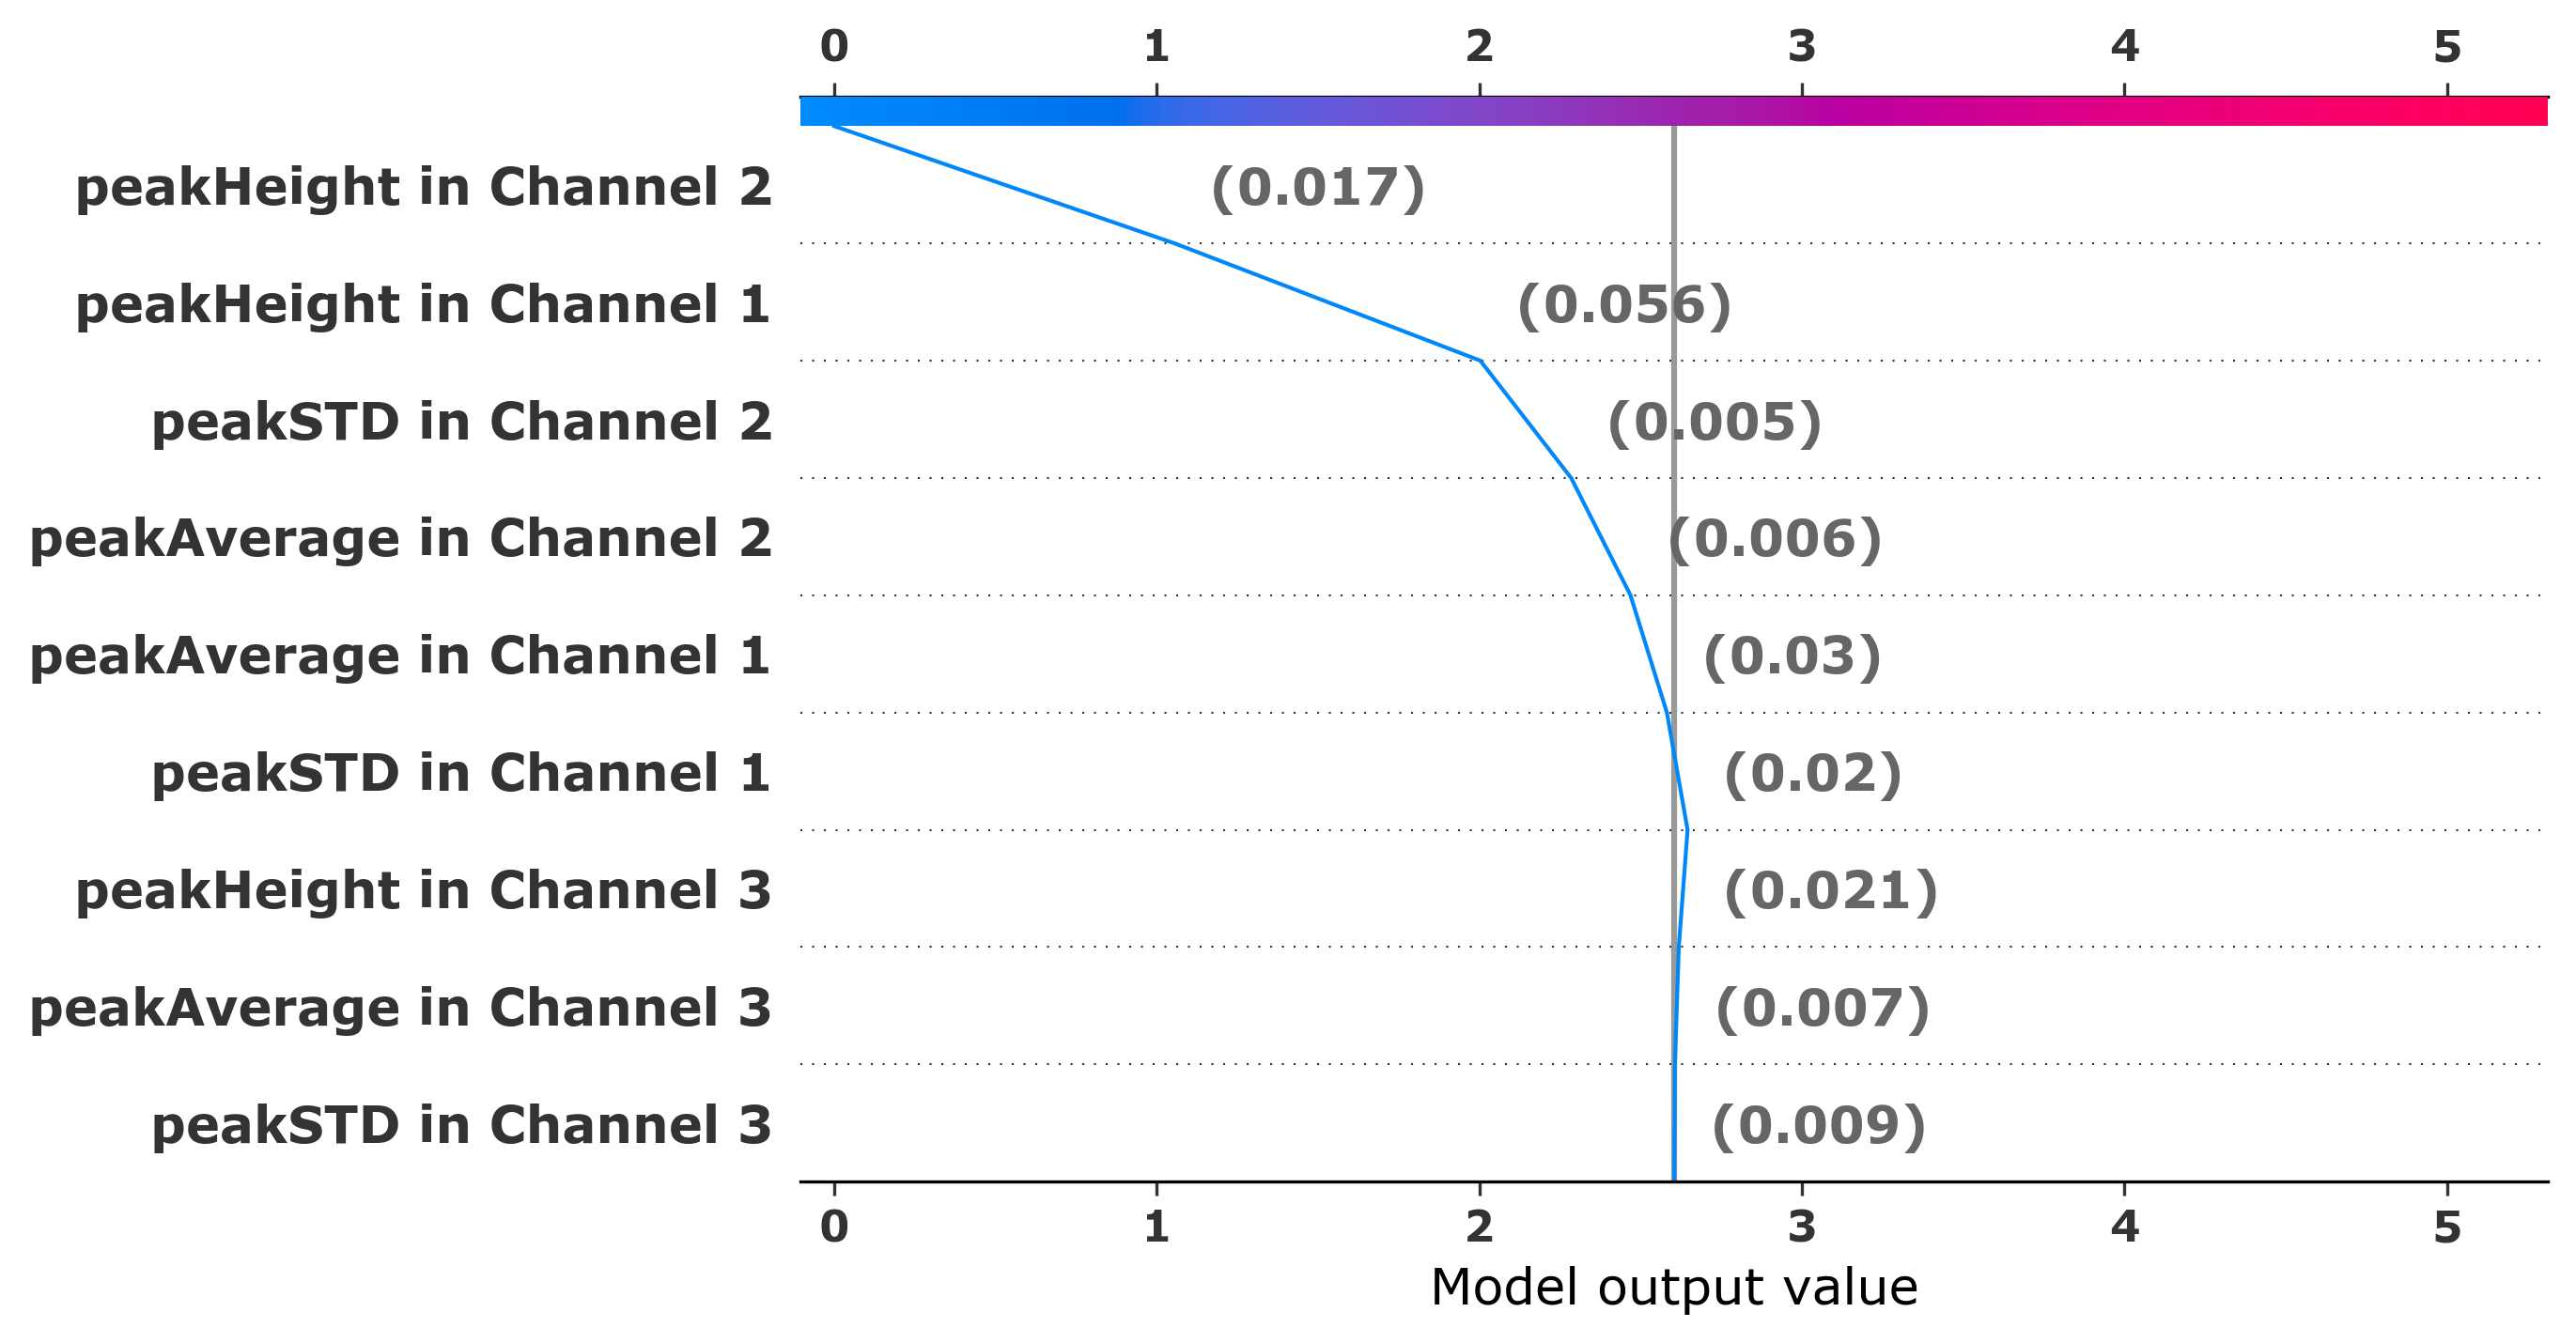 0 1 2 3 4 5
peakHeight in Channel 2 (0.017)
peakHeight in Channel 1 (0.056)
peakSTD in Channel 2 (0.005)
peakAverage in Channel 2 (0.006)
peakAverage in Channel 1 (0.03)
peakSTD in Channel 1 (0.02)
peakHeight in Channel 3 (0.021)
peakAverage in Channel 3 (0.007)
peakSTD in Channel 3 (0.009)
0 1 2 3 4 5
Model output value